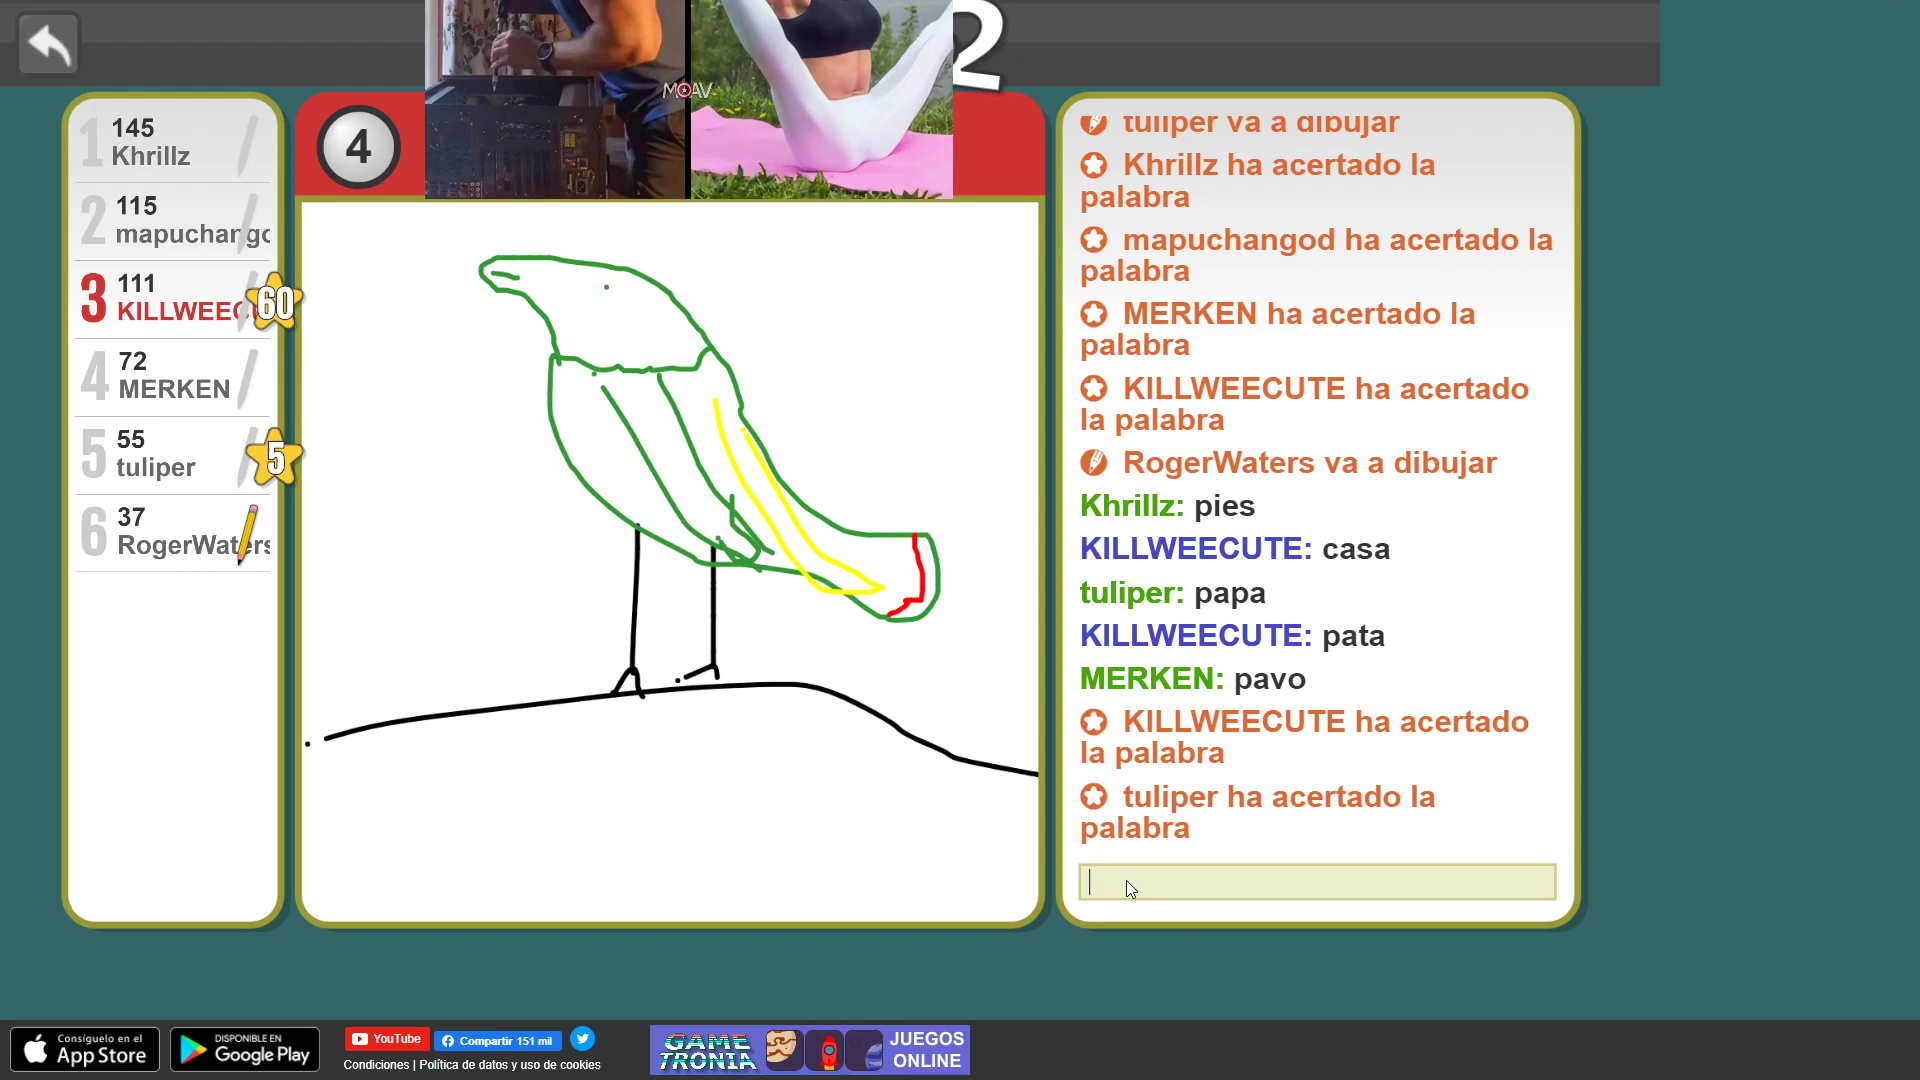 2
MOAV
1 145
Khrillz
2 115
mapuchangod
3 111
KILLWEEC
60
4 72
MERKEN
5 55
tuliper
5
6 37
RogerWaters
4
tuliper va a dibujar
Khrillz ha acertado la
palabra
mapuchangod ha acertado la
palabra
MERKEN ha acertado la
palabra
KILLWEECUTE ha acertado
la palabra
RogerWaters va a dibujar
Khrillz: pies
KILLWEECUTE: casa
tuliper: papa
KILLWEECUTE: pata
MERKEN: pavo
KILLWEECUTE ha acertado
la palabra
tuliper ha acertado la
palabra
Consíguelo en el
App Store
DISPONIBLE EN
Google Play
YouTube
Compartir 151 mil
Condiciones | Política de datos y uso de cookies
GAME
TRONIA
JUEGOS
ONLINE